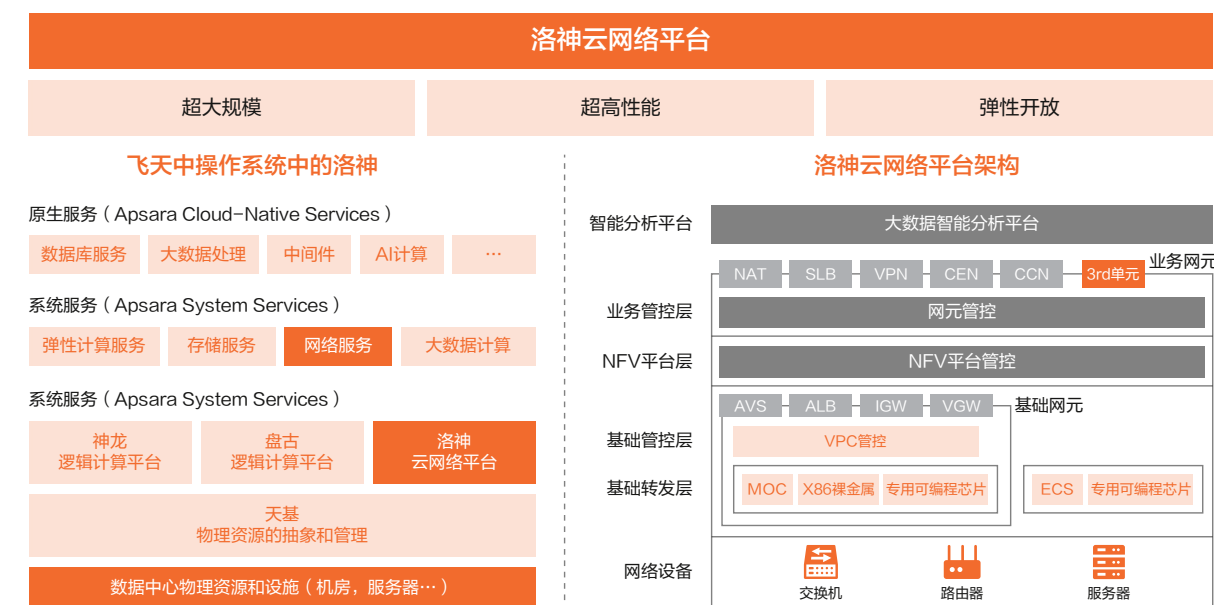 洛神云网络平台
超大规模
超高性能
弹性开放
飞天中操作系统中的洛神
原生服务（Apsara Cloud-Native Services）
数据库服务
大数据处理
中间件
AI计算
…
系统服务（Apsara System Services）
弹性计算服务
存储服务
网络服务
大数据计算
系统服务（Apsara System Services）
神龙
逻辑计算平台
盘古
逻辑计算平台
洛神
云网络平台
天基
物理资源的抽象和管理
数据中心物理资源和设施（机房，服务器…）
洛神云网络平台架构
智能分析平台
大数据智能分析平台
NAT
SLB
VPN
CEN
CCN
3rd单元
业务网元
业务管控层
网元管控
NFV平台层
NFV平台管控
AVS
ALB
IGW
VGW
基础网元
基础管控层
VPC管控
基础转发层
MOC
X86裸金属
专用可编程芯片
ECS
专用可编程芯片
网络设备
交换机
路由器
服务器